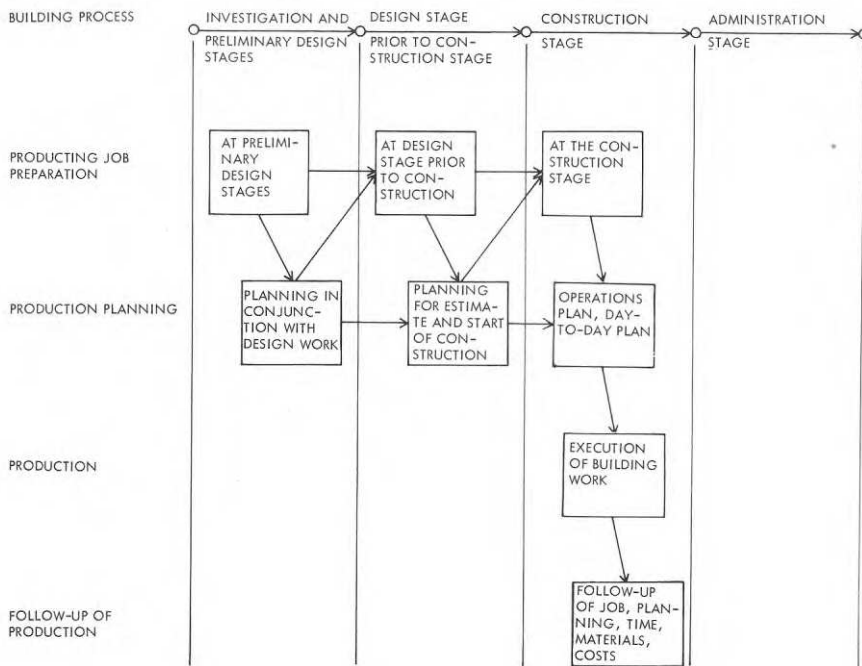 BUILDING PROCESS
INVESTIGATION AND
PRELIMINARY DESIGN
STAGES
DESIGN STAGE
PRIOR TO CON-
STRUCTION STAGE
CONSTRUCTION
STAGE
ADMINISTRATION
STAGE
PRODUCTING JOB
PREPARATION
AT PRELIMI-
NARY
DESIGN
STAGES
AT DESIGN
STAGE PRIOR
TO CON-
STRUCTION
AT THE CON-
STRUCTION
STAGE
PRODUCTION PLANNING
PLANNING IN
CONJUNCTION
WITH
DESIGN WORK
PLANNING
FOR ESTIMA-
TE AND START
OF CON-
STRUCTION
OPERATIONS
PLAN, DAY-
TO-DAY PLAN
PRODUCTION
EXECUTION
OF BUILDING
WORK
FOLLOW-UP OF
PRODUCTION
FOLLOW-UP
OF JOB, PLAN-
NING, TIME,
MATERIALS,
COSTS